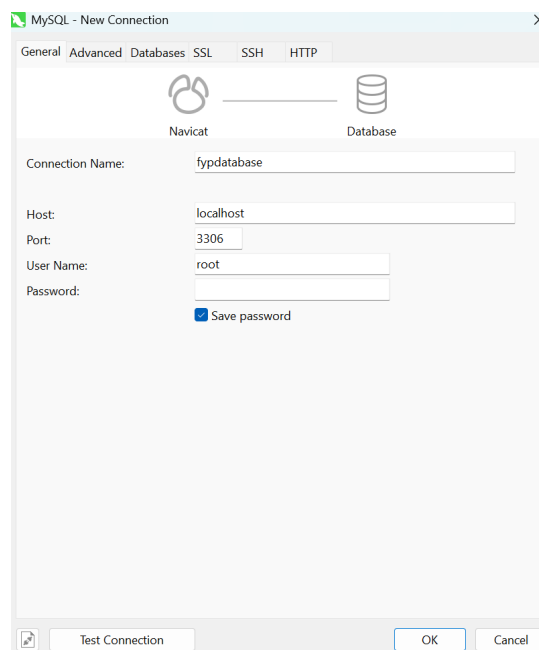 MySQL - New Connection
General Advanced Databases SSL SSH HTTP
Navicat Database
Connection Name: fypdatabase
Host: localhost
Port: 3306
User Name: root
Password:
Save password
Test Connection OK Cancel